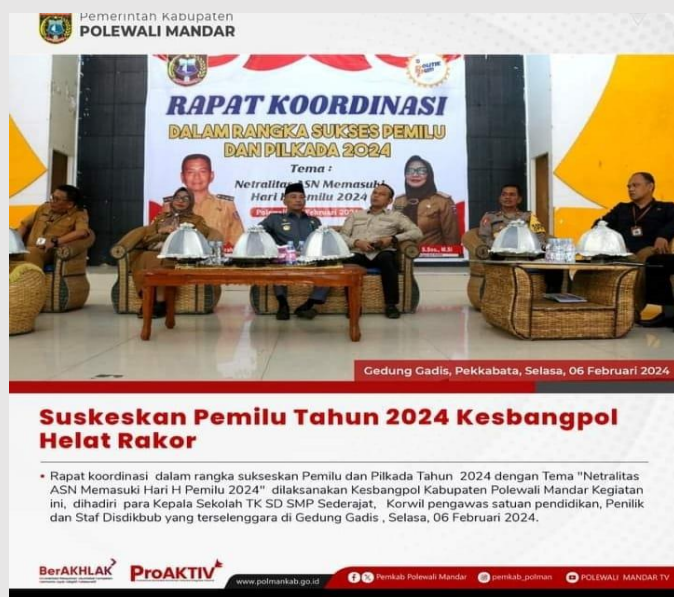 Pemerintah Kabupaten
POLEWALI MANDAR
RAPAT KOORDINASI
DALAM RANGKA SUKSES PEMILU
DAN PILKADA 2024
Tema :
Netralitas ASN Memasuki
Hari H Pemilu 2024
Februari
S.Sos., M.Si
Gedung Gadis, Pekkabata, Selasa, 06 Februari 2024
Suskeskan Pemilu Tahun 2024 Kesbangpol
Helat Rakor
• Rapat koordinasi dalam rangka sukseskan Pemilu dan Pilkada Tahun 2024 dengan Tema "Netralitas
ASN Memasuki Hari H Pemilu 2024" dilaksanakan Kesbangpol Kabupaten Polewali Mandar Kegiatan
ini, dihadiri para Kepala Sekolah TK SD SMP Sederajat, Korwil pengawas satuan pendidikan, Penilik
dan Staf Disdikbub yang terselenggara di Gedung Gadis , Selasa, 06 Februari 2024.
BerAKHLAK
ProAKTIV
www.polmankab.go.id
Pemkab Polewali Mandar
pemkab_polman
POLEWALI MANDAR TV